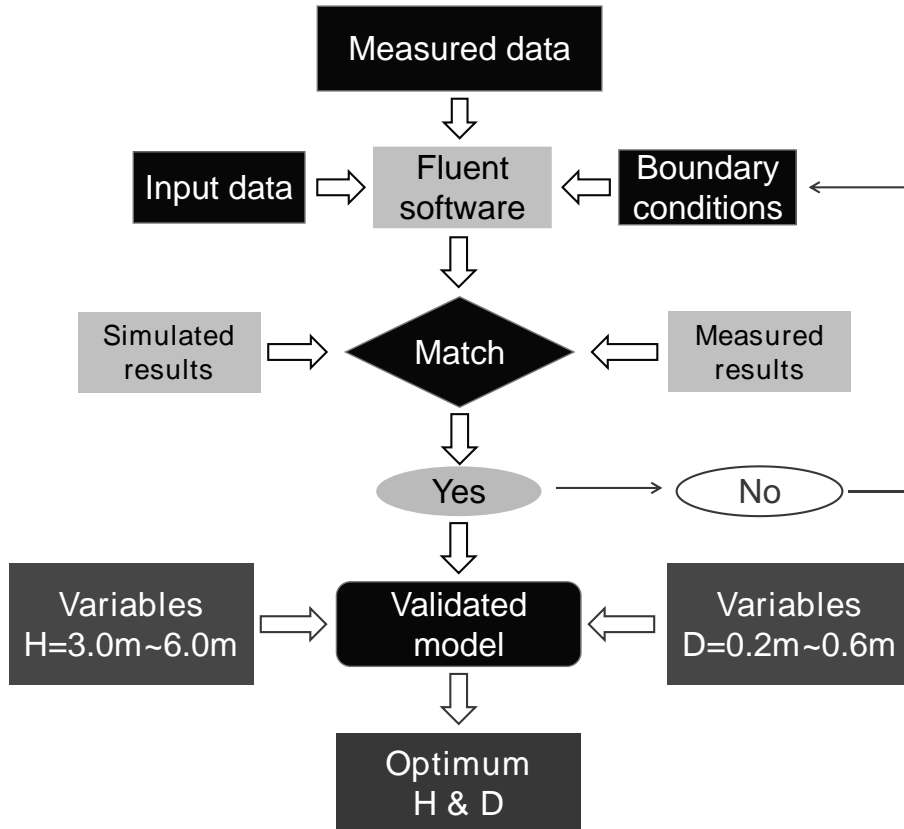 Measured data
Input data
Fluent
software
Boundary
conditions
Simulated
results
Match
Measured
results
Yes
No
Variables
H=3.0m~6.0m
Validated
model
Variables
D=0.2m~0.6m
Optimum
H & D